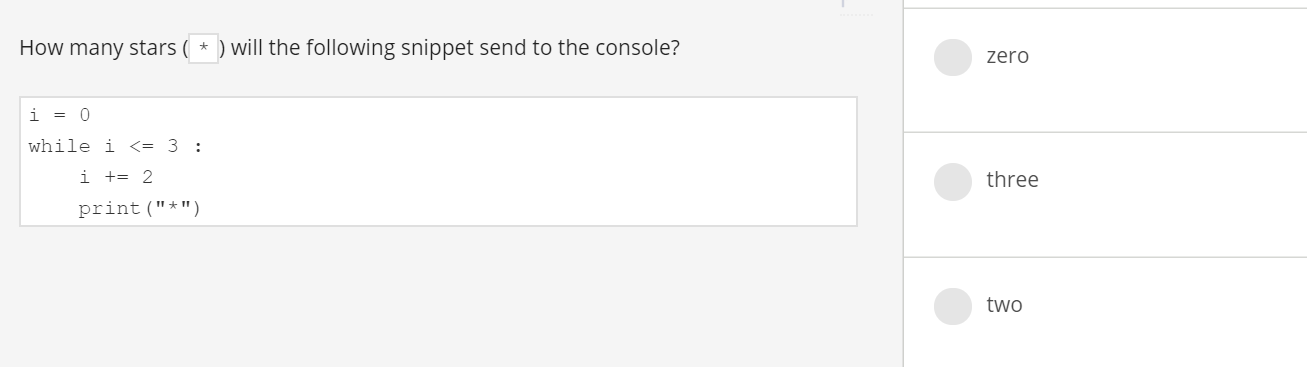 How many stars ( * ) will the following snippet send to the console?
i = 0
while i <= 3 :
    i += 2
    print("*")
zero
three
two